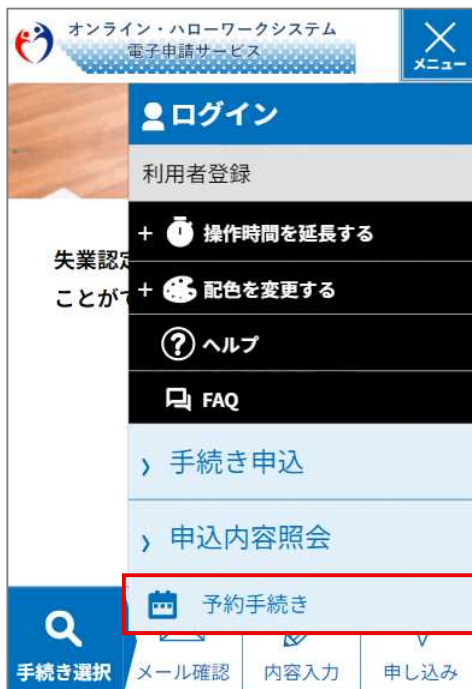 オンライン・ハローワークシステム
電子申請サービス
メニュー
ログイン
利用者登録
+ 操作時間を延長する
失業認定
+ 配色を変更する
ことがで
ヘルプ
FAQ
手続き申込
申込内容照会
予約手続き
手続き選択
メール確認
内容入力
申し込み